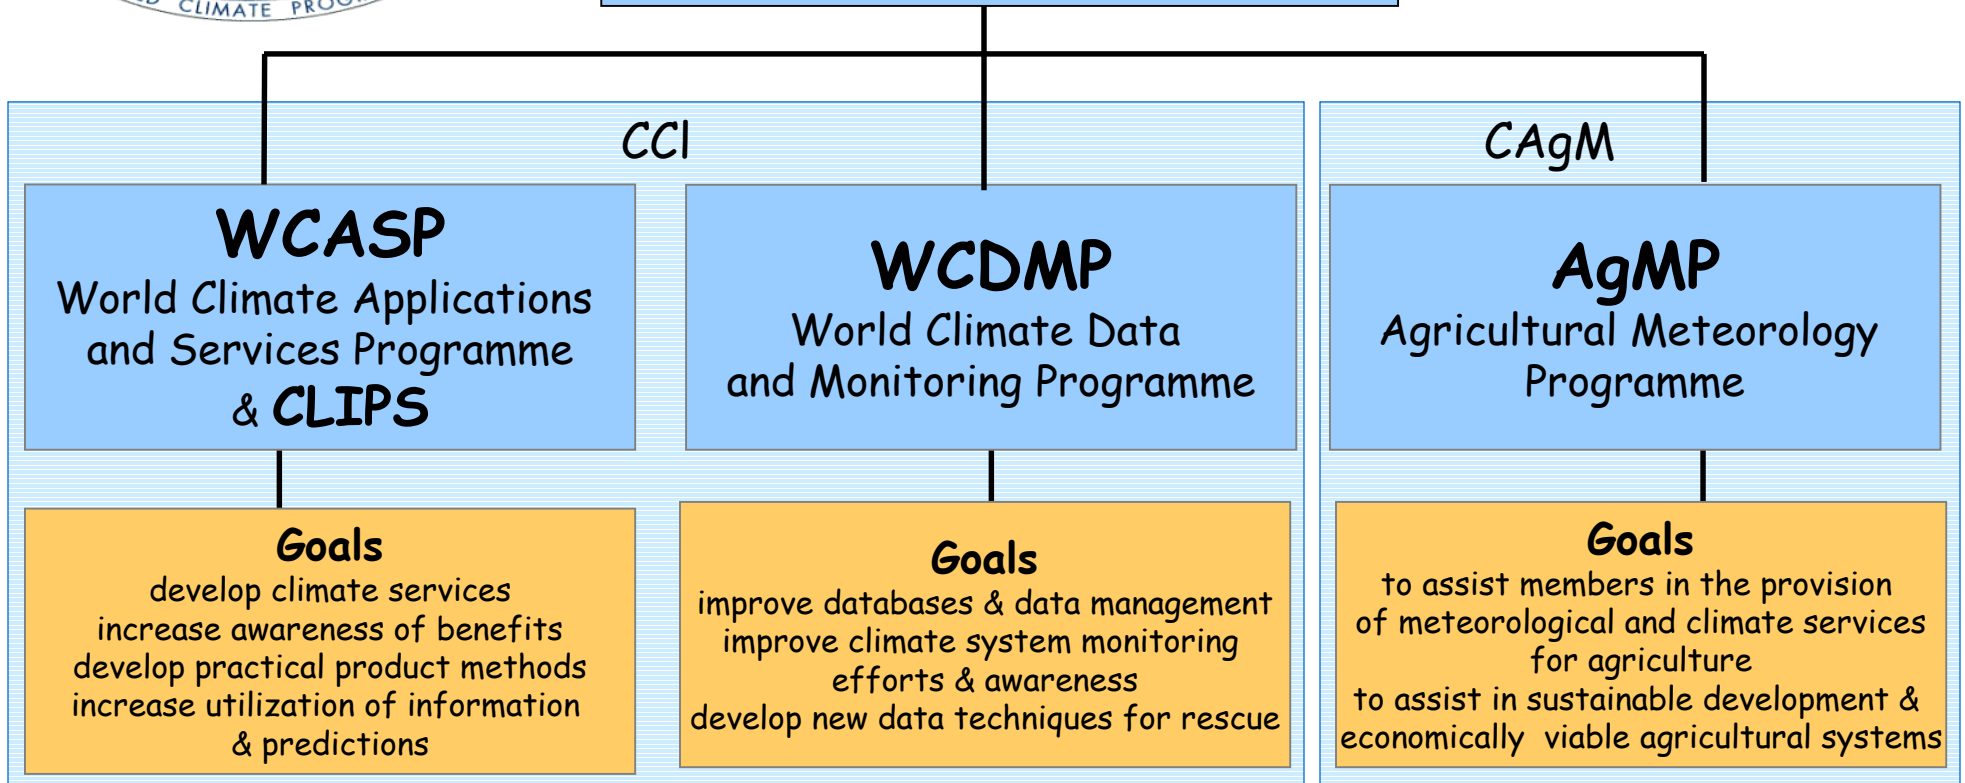 CLIMATE
CCl
CAgM
WCASP
World Climate Applications
and Services Programme
& CLIPS
WCDMP
World Climate Data
and Monitoring Programme
AgMP
Agricultural Meteorology
Programme
Goals
develop climate services
increase awareness of benefits
develop practical product methods
increase utilization of information
& predictions
Goals
improve databases & data management
improve climate system monitoring
efforts & awareness
develop new data techniques for rescue
Goals
to assist members in the provision
of meteorological and climate services
for agriculture
to assist in sustainable development &
economically viable agricultural systems